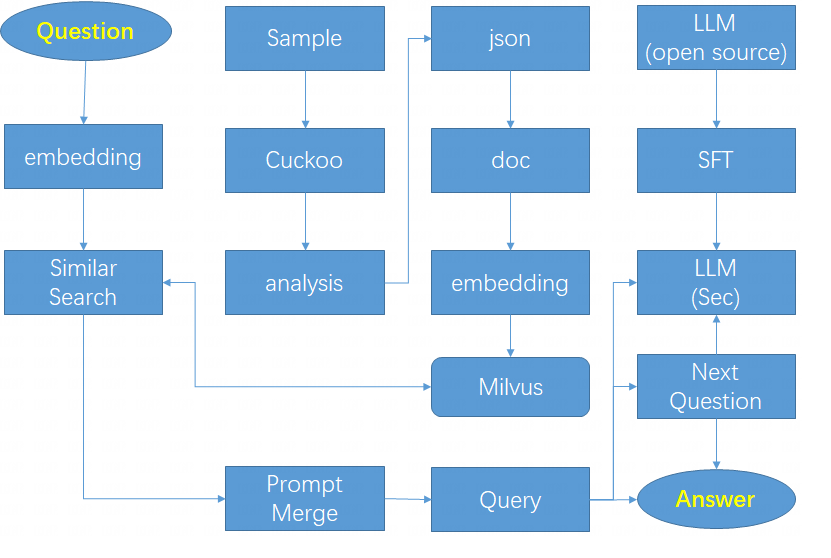 Question
Sample
json
LLM
(open source)
embedding
Cuckoo
doc
SFT
Similar
Search
analysis
embedding
LLM
(Sec)
Milvus
Next
Question
Prompt
Merge
Query
Answer